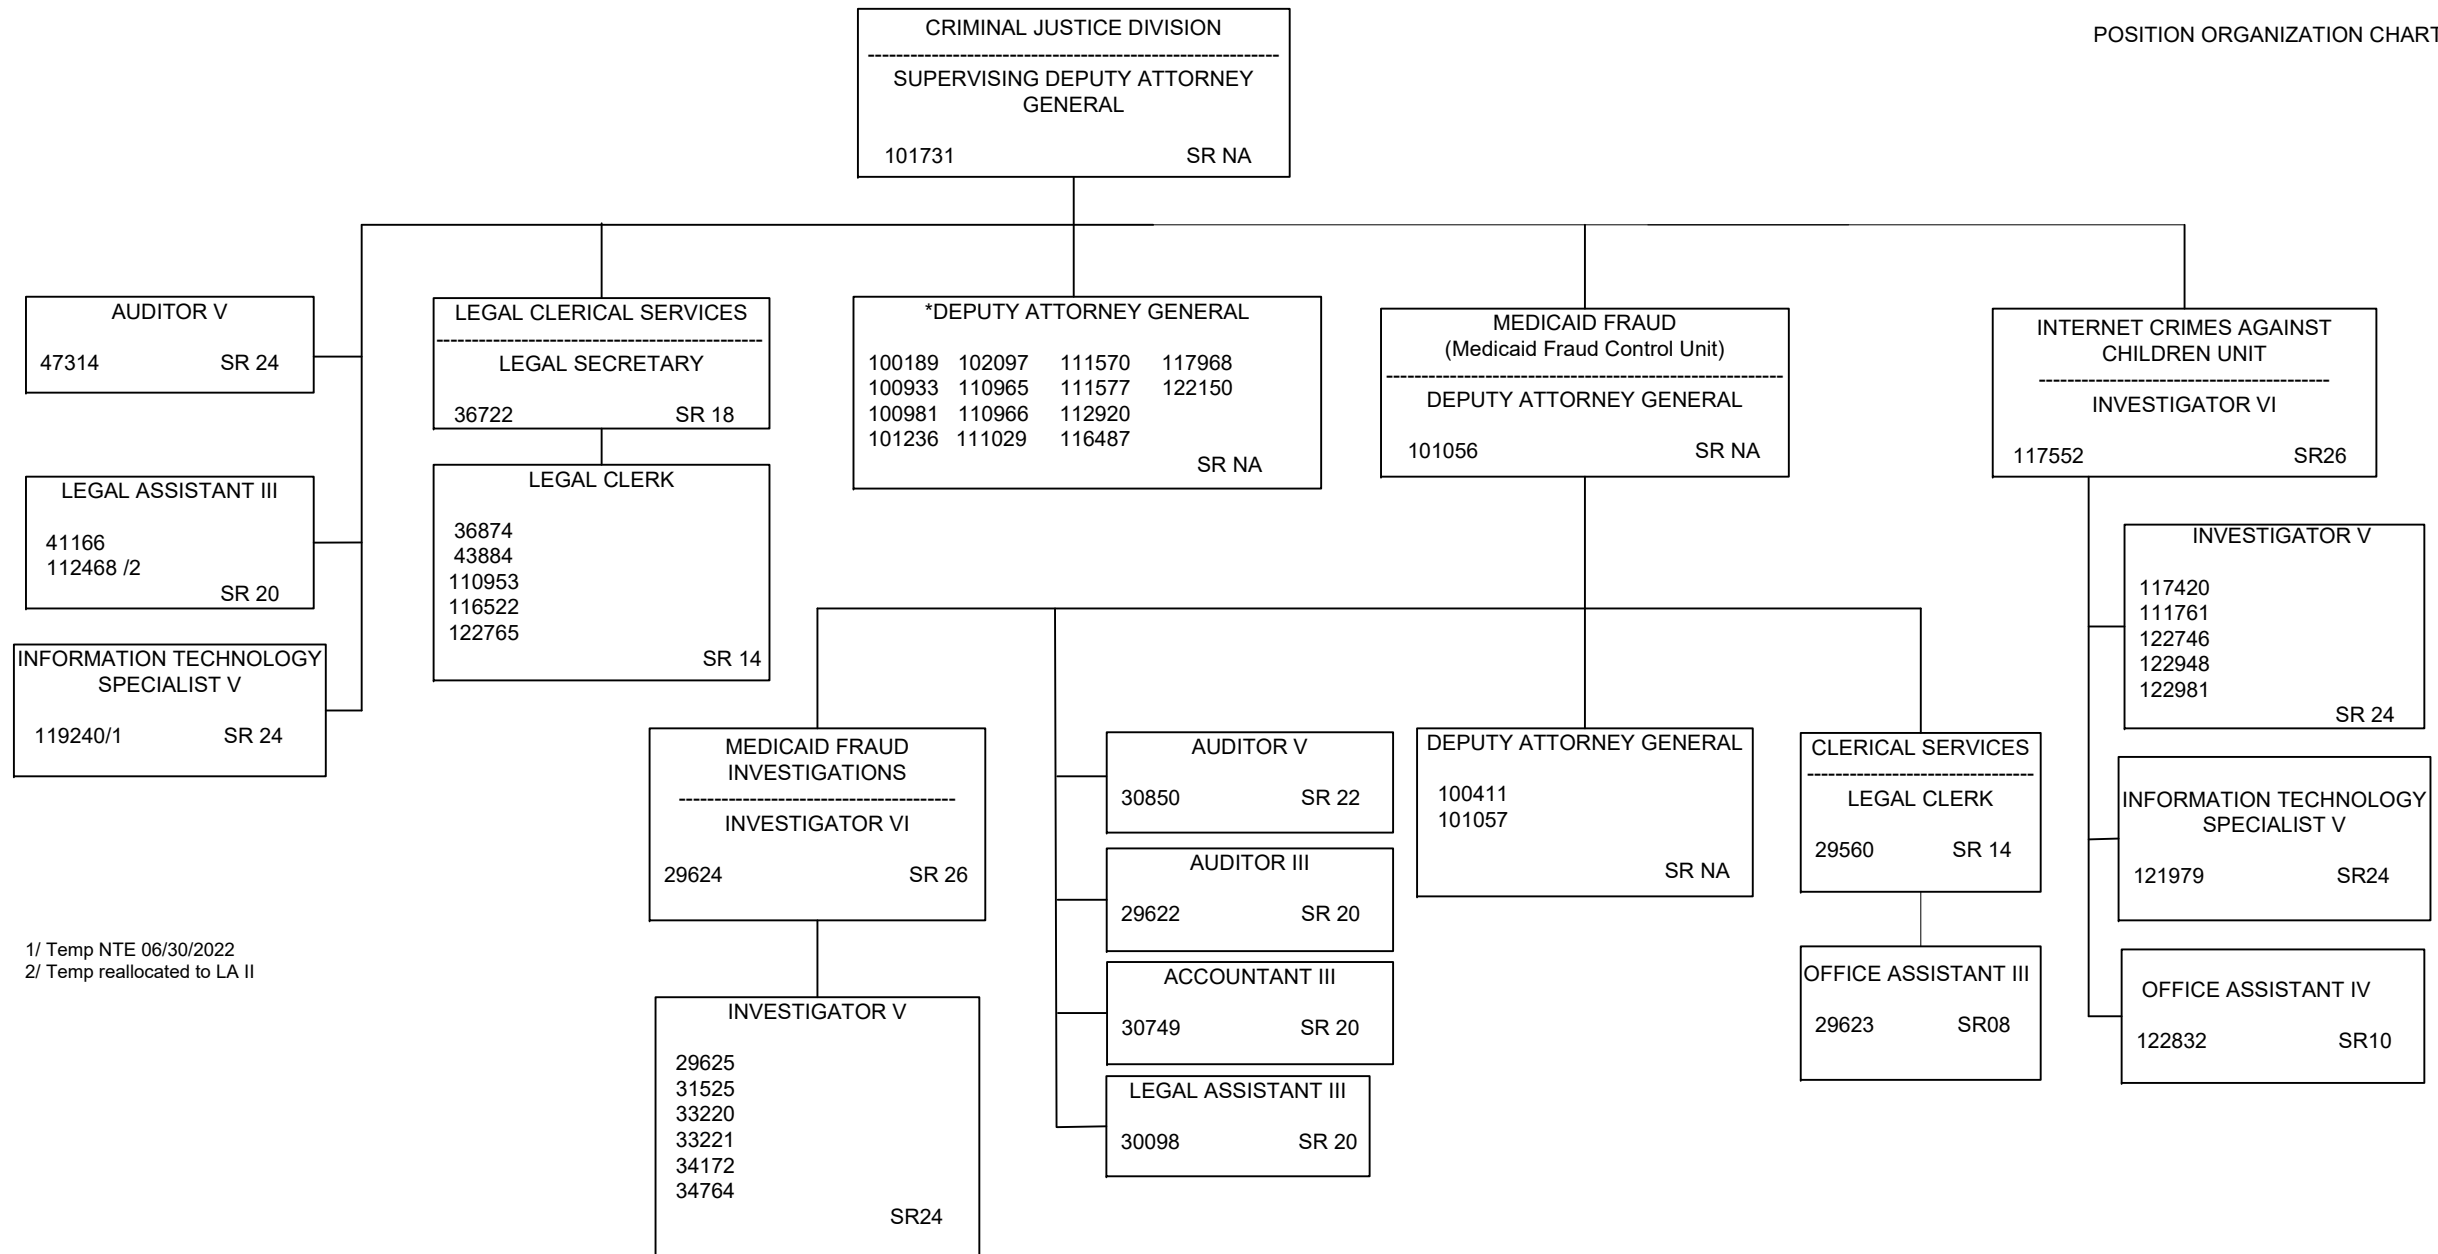 CRIMINAL JUSTICE DIVISION
--------------------------------------------------------
SUPERVISING DEPUTY ATTORNEY
GENERAL
101731 SR NA
POSITION ORGANIZATION CHART
AUDITOR V
47314 SR 24
LEGAL ASSISTANT III
41166
112468 /2
SR 20
INFORMATION TECHNOLOGY
SPECIALIST V
119240/1 SR 24
LEGAL CLERICAL SERVICES
--------------------------------------------
LEGAL SECRETARY
36722 SR 18
LEGAL CLERK
36874
43884
110953
116522
122765
SR 14
*DEPUTY ATTORNEY GENERAL
100189 102097 111570 117968
100933 110965 111577 122150
100981 110966 112920
101236 111029 116487
SR NA
MEDICAID FRAUD
(Medicaid Fraud Control Unit)
------------------------------------------------------
DEPUTY ATTORNEY GENERAL
101056 SR NA
MEDICAID FRAUD
INVESTIGATIONS
--------------------------------------
INVESTIGATOR VI
29624 SR 26
INVESTIGATOR V
29625
31525
33220
33221
34172
34764
SR24
AUDITOR V
30850 SR 22
AUDITOR III
29622 SR 20
ACCOUNTANT III
30749 SR 20
LEGAL ASSISTANT III
30098 SR 20
DEPUTY ATTORNEY GENERAL
100411
101057
SR NA
CLERICAL SERVICES
-------------------------------
LEGAL CLERK
29560 SR 14
OFFICE ASSISTANT III
29623 SR08
INTERNET CRIMES AGAINST
CHILDREN UNIT
----------------------------------------
INVESTIGATOR VI
117552 SR26
INVESTIGATOR V
117420
111761
122746
122948
122981
SR 24
INFORMATION TECHNOLOGY
SPECIALIST V
121979 SR24
OFFICE ASSISTANT IV
122832 SR10
1/ Temp NTE 06/30/2022
2/ Temp reallocated to LA II